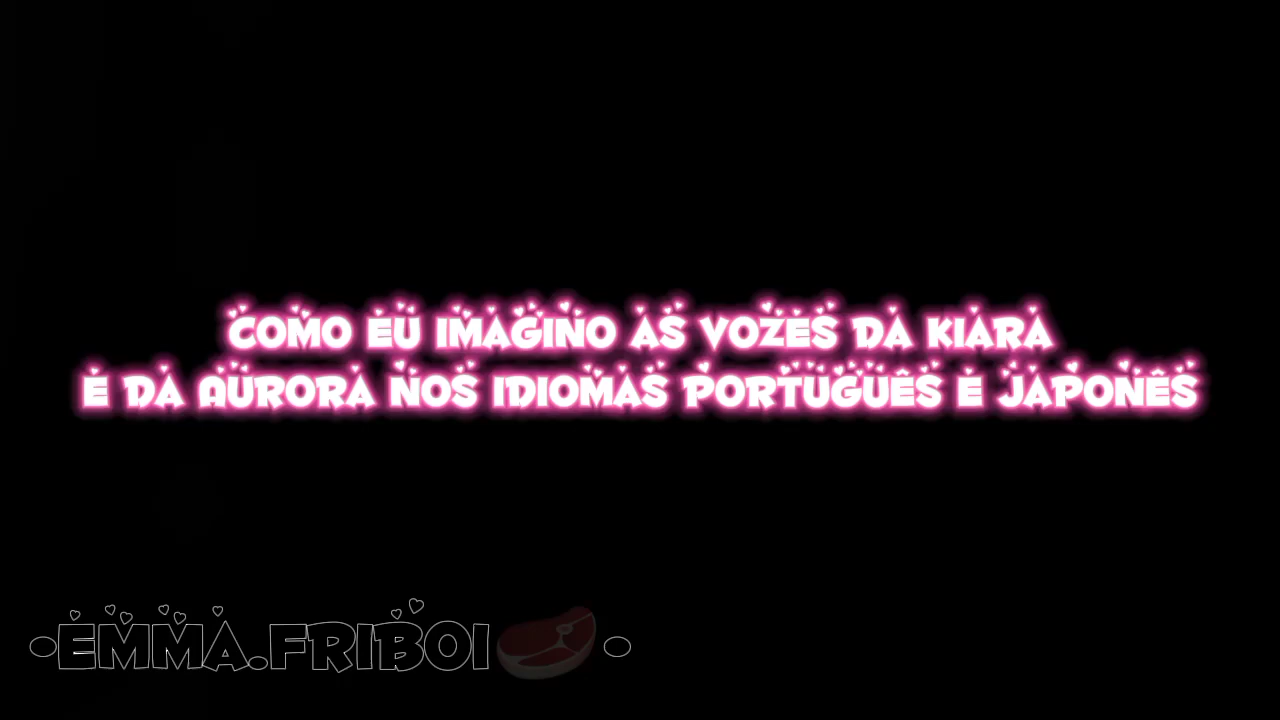 COMO EU IMAGINO AS VOZES DA KIARA
E DA AURORA NOS IDIOMAS PORTUGUÊS E JAPONÊS
•EMMA.FRIBOI🥩•